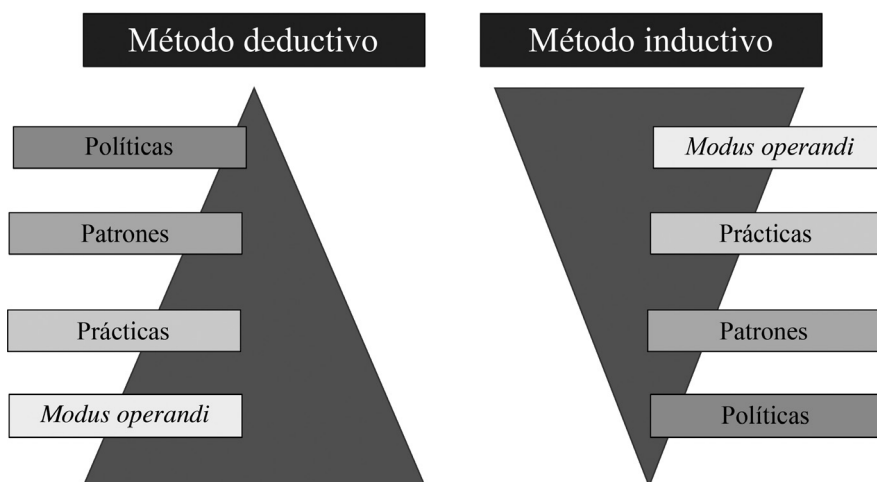 Método deductivo
Políticas
Patrones
Prácticas
Modus operandi
Método inductivo
Modus operandi
Prácticas
Patrones
Políticas